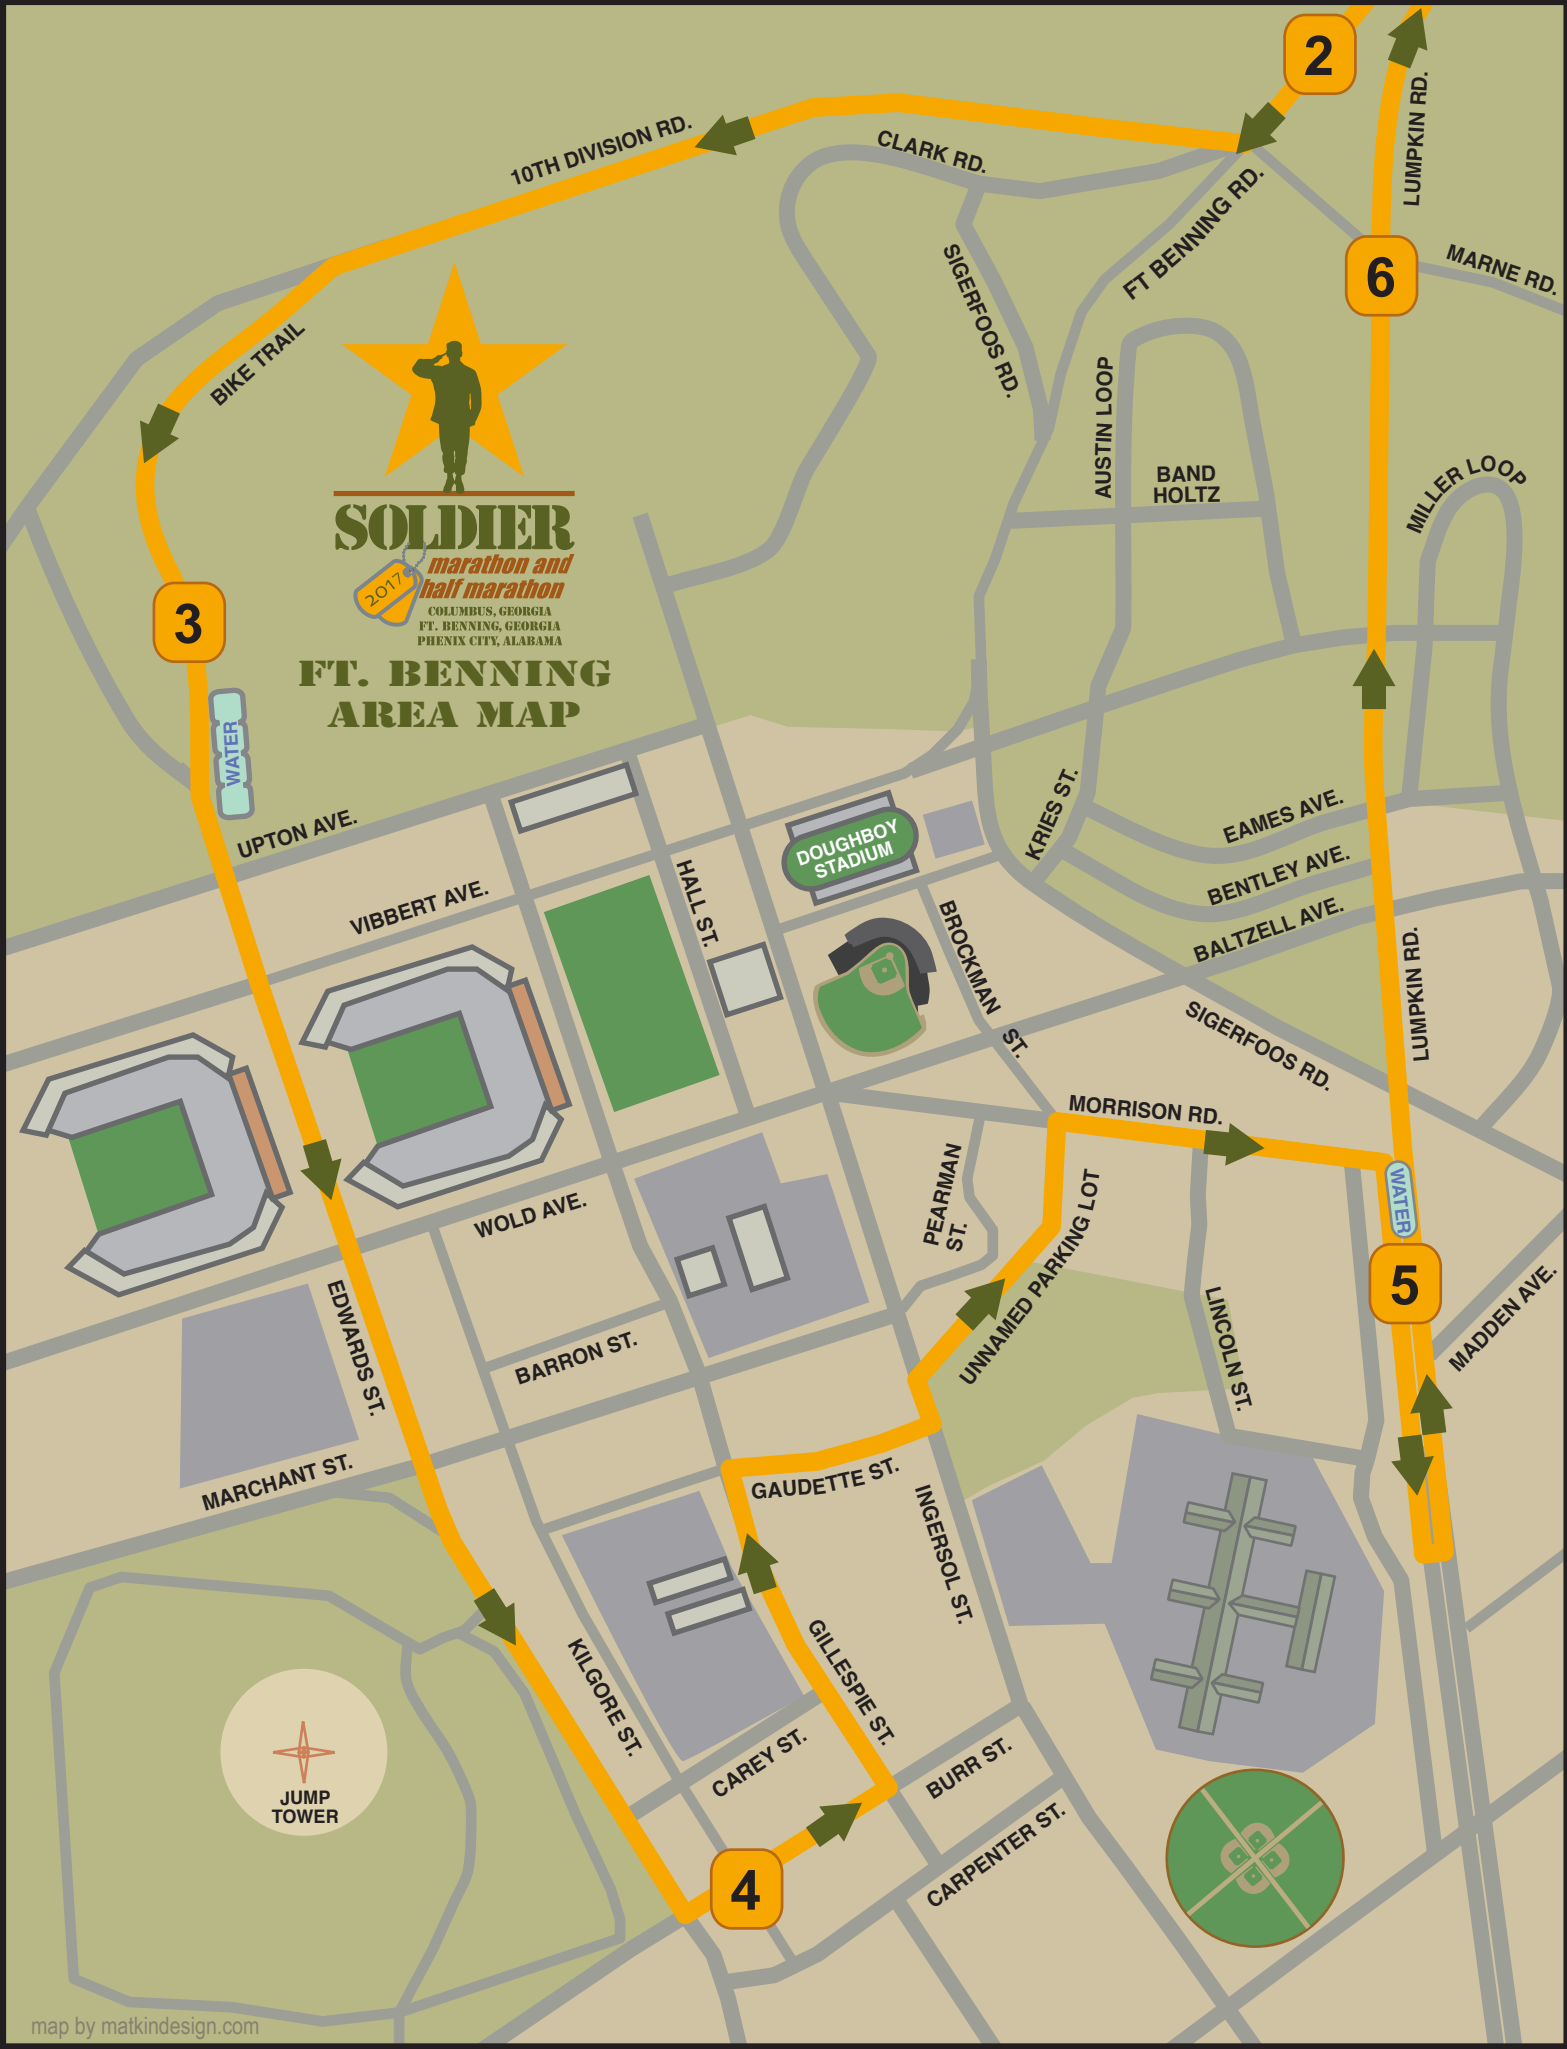 2
LUMPKIN RD.
10TH DIVISION RD.
CLARK RD.
FT BENNING RD.
SIGERFOOS RD.
6
MARNE RD.
BIKE TRAIL
AUSTIN LOOP
BAND
HOLTZ
MILLER LOOP
SOLDIER
marathon and
half marathon
2017
COLUMBUS, GEORGIA
FT. BENNING, GEORGIA
PHENIX CITY, ALABAMA
FT. BENNING
AREA MAP
3
WATER
UPTON AVE.
VIBBERT AVE.
HALL ST.
DOUGHBOY
STADIUM
KRIES ST.
EAMES AVE.
BENTLEY AVE.
BALTZELL AVE.
BROCKMAN ST.
LUMPKIN RD.
SIGERFOOS RD.
MORRISON RD.
PEARMAN
ST.
UNNAMED PARKING LOT
WATER
WOLD AVE.
5
EDWARDS ST.
BARRON ST.
LINCOLN ST.
MADDEN AVE.
MARCHANT ST.
GAUDETTE ST.
INGERSOL ST.
KILGORE ST.
GILLESPIE ST.
CAREY ST.
BURR ST.
JUMP
TOWER
CARPENTER ST.
4
map by matkindesign.com